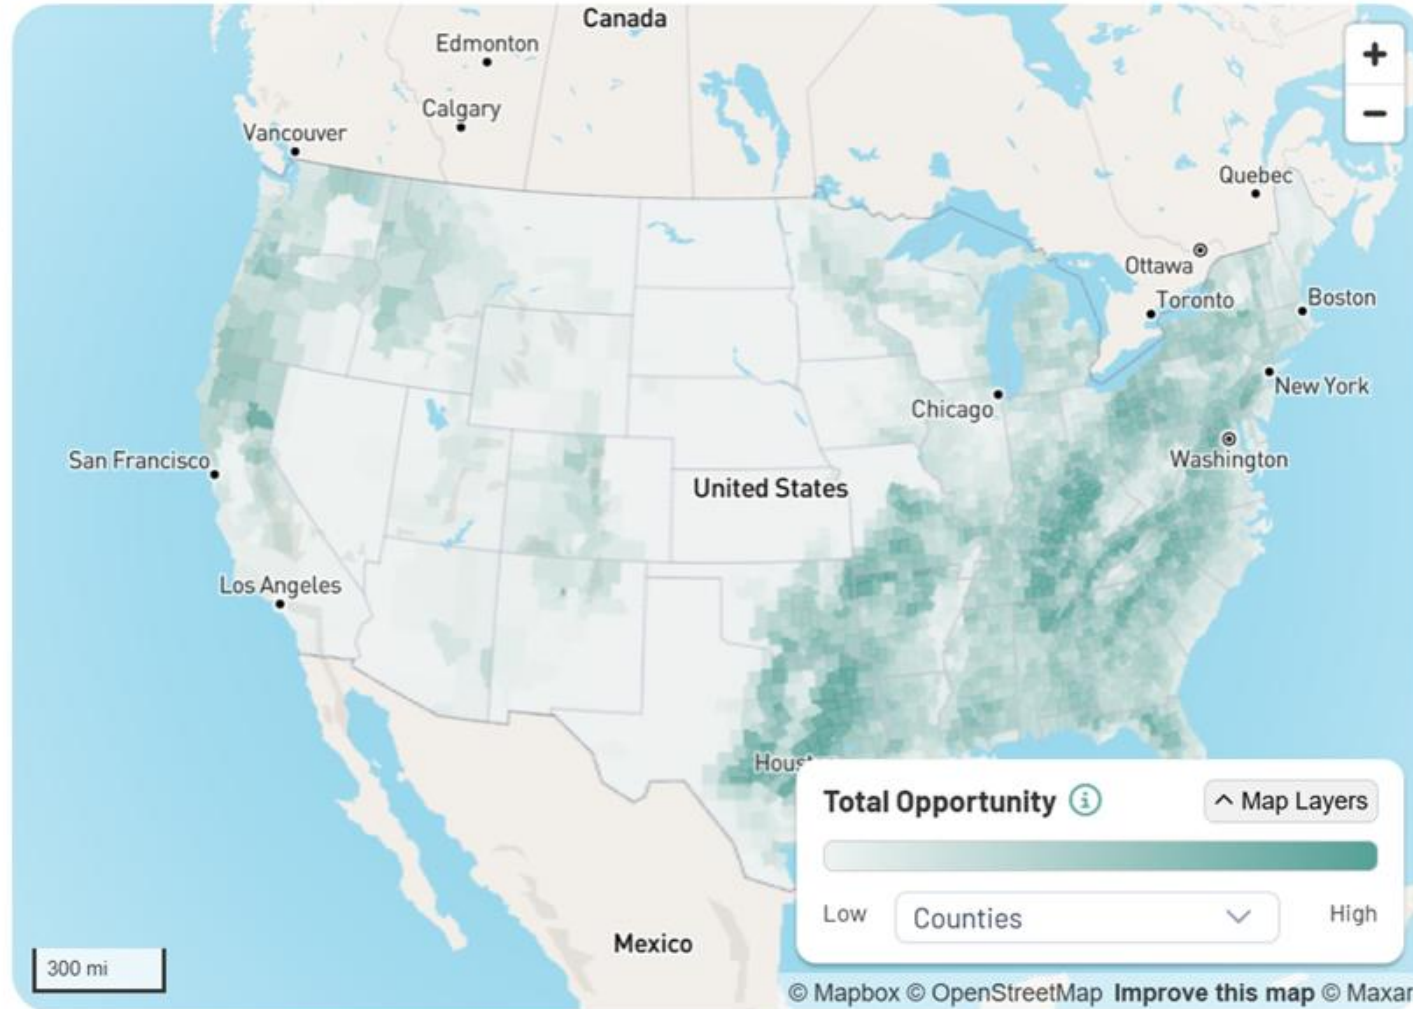 Canada
Edmonton
Calgary
Vancouver
Quebec
Ottawa
Toronto
Boston
New York
Chicago
Washington
San Francisco
United States
Los Angeles
Hous
Mexico
+
−
Total Opportunity
Map Layers
Low
Counties
High
300 mi
© Mapbox © OpenStreetMap Improve this map © Maxar